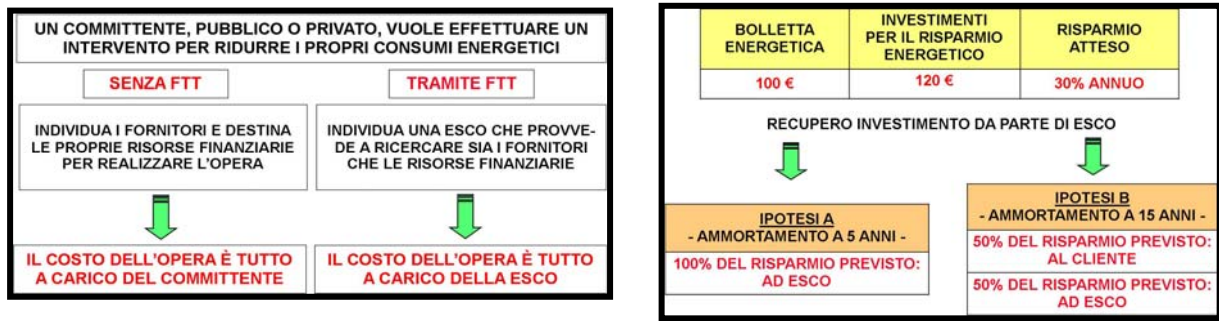 UN COMMITTENTE, PUBBLICO O PRIVATO, VUOLE EFFETTUARE UN
INTERVENTO PER RIDURRE I PROPRI CONSUMI ENERGETICI
SENZA FTT
TRAMITE FTT
INDIVIDUA I FORNITORI E DESTINA
LE PROPRIE RISORSE FINANZIARIE
PER REALIZZARE L'OPERA
INDIVIDUA UNA ESCO CHE PROVVE-
DE A RICERCARE SIA I FORNITORI
CHE LE RISORSE FINANZIARIE
IL COSTO DELL'OPERA È TUTTO
A CARICO DEL COMMITTENTE
IL COSTO DELL'OPERA È TUTTO
A CARICO DELLA ESCO
BOLLETTA
ENERGETICA
INVESTIMENTI
PER IL RISPARMIO
ENERGETICO
RISPARMIO
ATTESO
100 €
120 €
30% ANNUO
RECUPERO INVESTIMENTO DA PARTE DI ESCO
IPOTESI A
- AMMORTAMENTO A 5 ANNI -
100% DEL RISPARMIO PREVISTO:
AD ESCO
IPOTESI B
- AMMORTAMENTO A 15 ANNI -
50% DEL RISPARMIO PREVISTO:
AL CLIENTE
50% DEL RISPARMIO PREVISTO:
AD ESCO